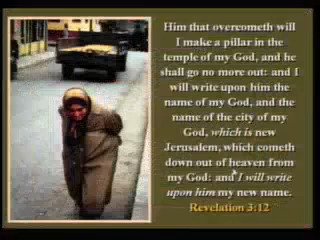 Him that overcometh will
I make a pillar in the
temple of my God, and he
shall go no more out: and I
will write upon him the
name of my God, and the
name of the city of my
God, which is new
Jerusalem, which cometh
down out of heaven from
my God: and I will write
upon him my new name.
Revelation 3:12